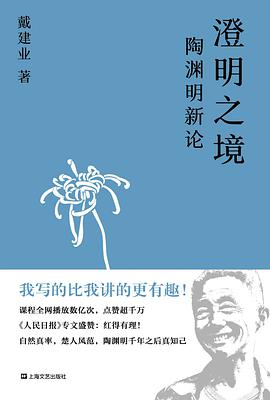 澄明之境
陶渊明新论
戴建业 著
我写的比我讲的更有趣！
课程全网播放数亿次，点赞超千万
《人民日报》专文盛赞：红得有理！
自然真率，楚人风范，陶渊明千年之后真知己
上海文艺出版社